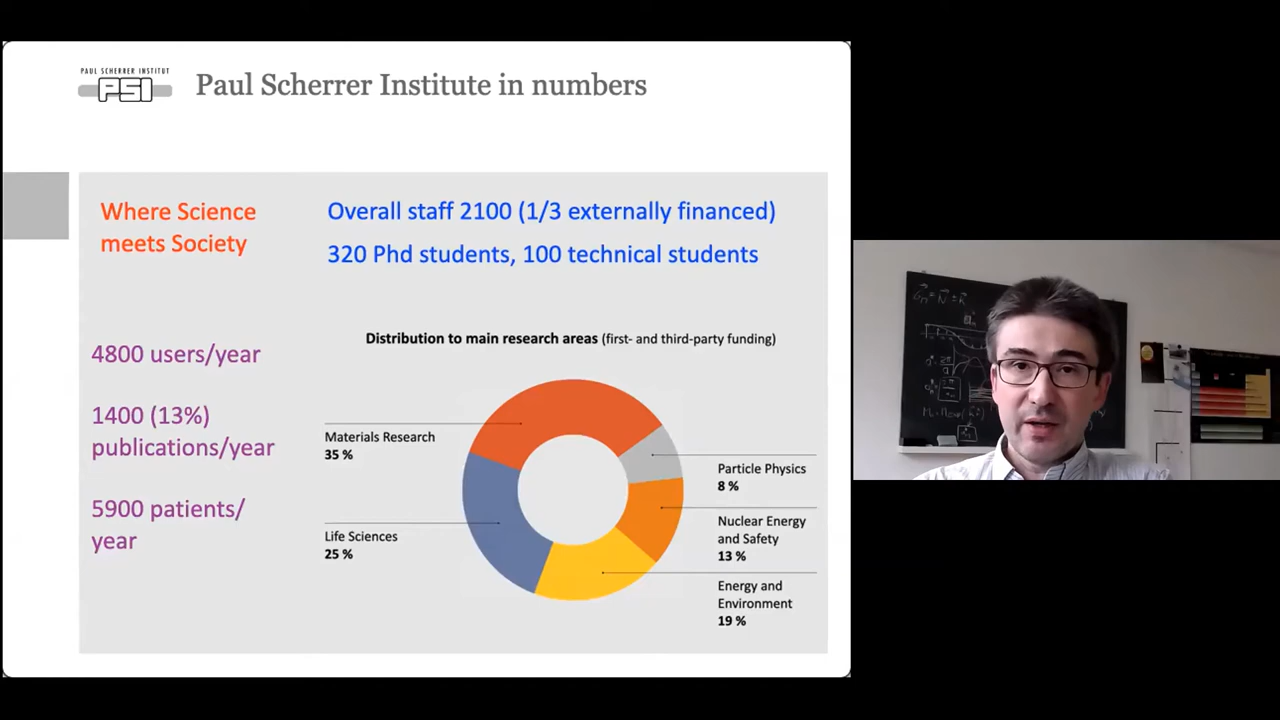 PAUL SCHERRER INSTITUT
PSI
Paul Scherrer Institute in numbers
Where Science
meets Society
Overall staff 2100 (1/3 externally financed)
320 Phd students, 100 technical students
4800 users/year
1400 (13%)
publications/year
5900 patients/
year
Distribution to main research areas (first- and third-party funding)
Materials Research
35 %
Life Sciences
25 %
Particle Physics
8 %
Nuclear Energy
and Safety
13 %
Energy and
Environment
19 %